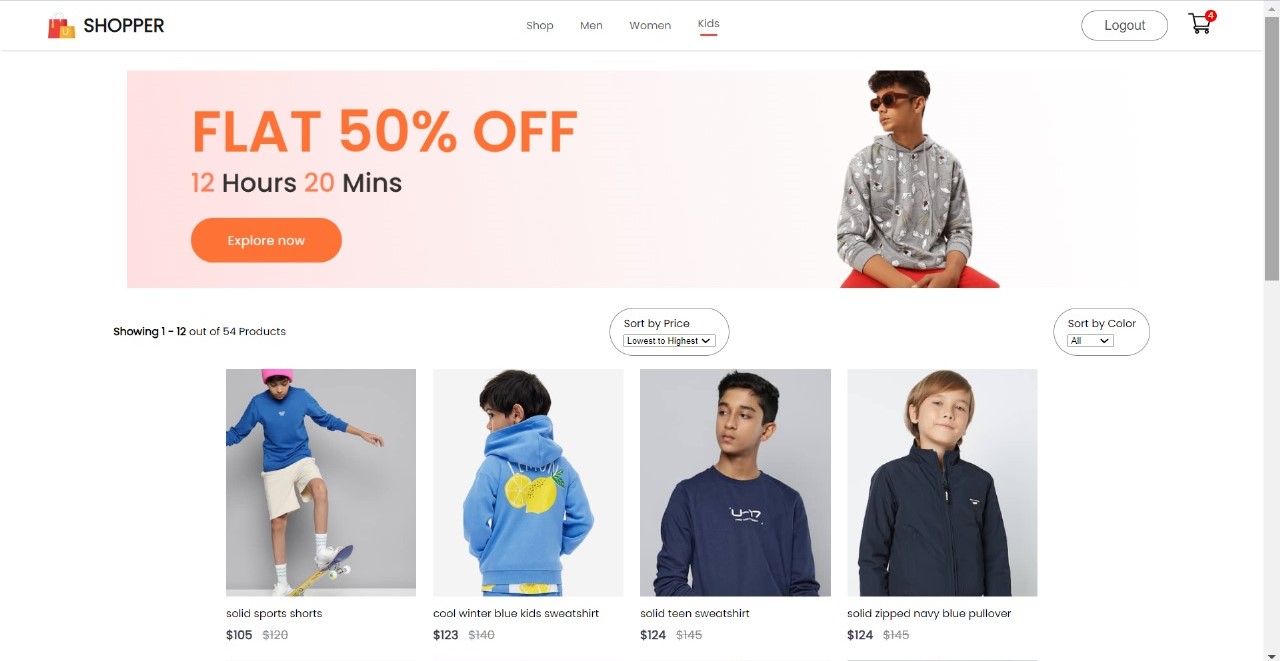 SHOPPER
Shop Men Women Kids
Logout
4
FLAT 50% OFF
12 Hours 20 Mins
Explore now
Showing 1 - 12 out of 54 Products
Sort by Price
Lowest to Highest
Sort by Color
All
U-17
solid sports shorts
$105 $120
cool winter blue kids sweatshirt
$123 $140
solid teen sweatshirt
$124 $145
solid zipped navy blue pullover
$124 $145